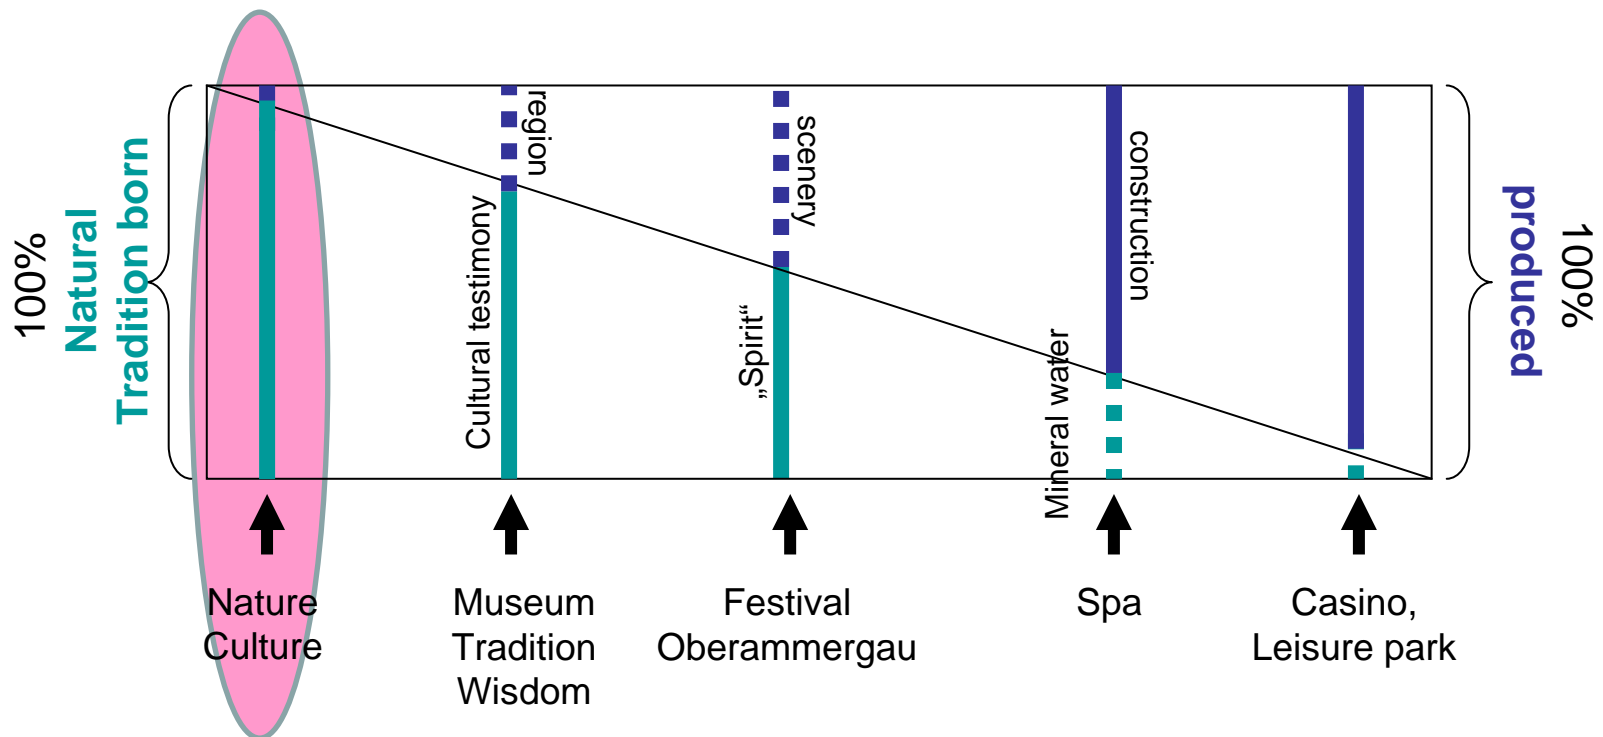 100%
Natural
Tradition born
region
Cultural testimony
scenery
„Spirit“
construction
Mineral water
produced
100%
Nature
Culture
Museum
Tradition
Wisdom
Festival
Oberammergau
Spa
Casino,
Leisure park